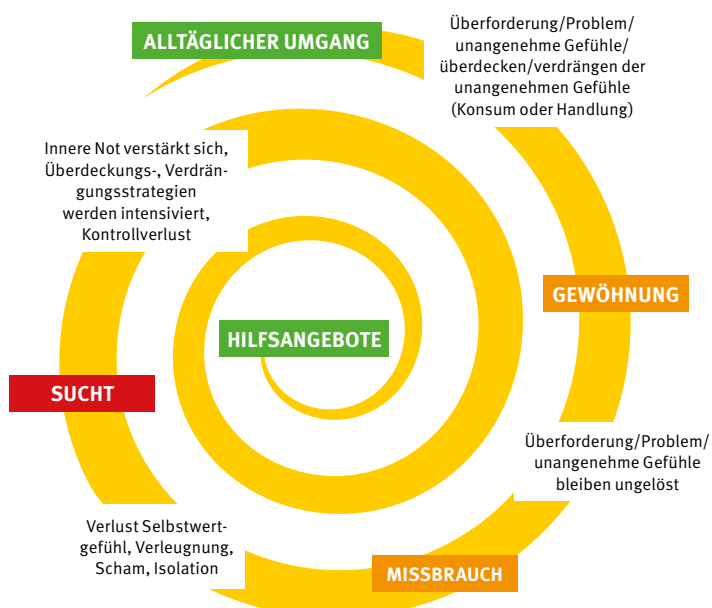 ALLTÄGLICHER UMGANG
Überforderung/Problem/
unangenehme Gefühle/
überdecken/verdrängen der
unangenehmen Gefühle
(Konsum oder Handlung)
GEWÖHNUNG
Überforderung/Problem/
unangenehme Gefühle
bleiben ungelöst
MISSBRAUCH
Verlust Selbstwert-
gefühl, Verleugnung,
Scham, Isolation
SUCHT
Innere Not verstärkt sich,
Überdeckungs-, Verdrän-
gungsstrategien
werden intensiviert,
Kontrollverlust
HILFSANGEBOTE